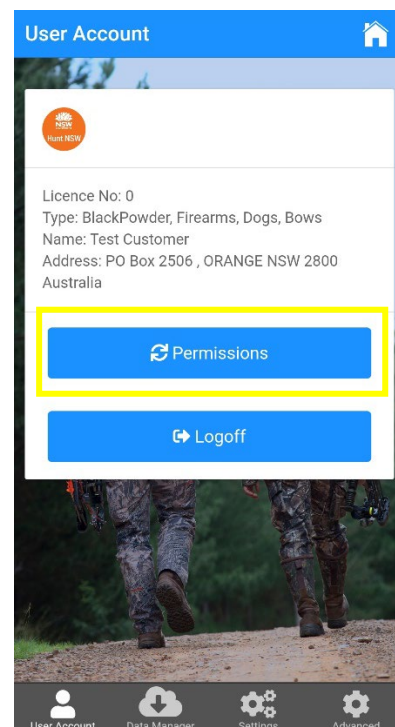 User Account
NSW
Hunt NSW
Licence No: 0
Type: BlackPowder, Firearms, Dogs, Bows
Name: Test Customer
Address: PO Box 2506 , ORANGE NSW 2800
Australia
Permissions
Logoff
User Account Data Manager Settings Advanced